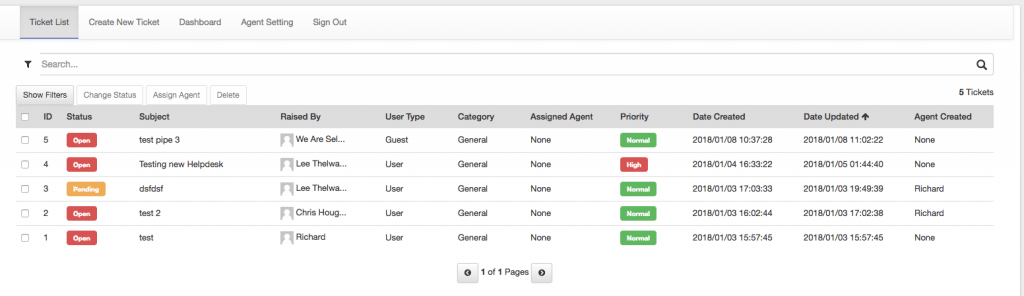 Ticket List Create New Ticket Dashboard Agent Setting Sign Out
Search...
Show Filters Change Status Assign Agent Delete 5 Tickets
ID Status Subject Raised By User Type Category Assigned Agent Priority Date Created Date Updated Agent Created
5 Open test pipe 3 We Are Sel... Guest General None Normal 2018/01/08 10:37:28 2018/01/08 11:02:22 None
4 Open Testing new Helpdesk Lee Thelwa... User General None High 2018/01/04 16:33:22 2018/01/05 01:44:40 None
3 Pending dsfdsf Lee Thelwa... User General None Normal 2018/01/03 17:03:33 2018/01/03 19:49:39 Richard
2 Open test 2 Chris Houg... User General None Normal 2018/01/03 16:02:44 2018/01/03 17:02:38 Richard
1 Open test Richard User General None Normal 2018/01/03 15:57:45 2018/01/03 15:57:45 None
1 of 1 Pages